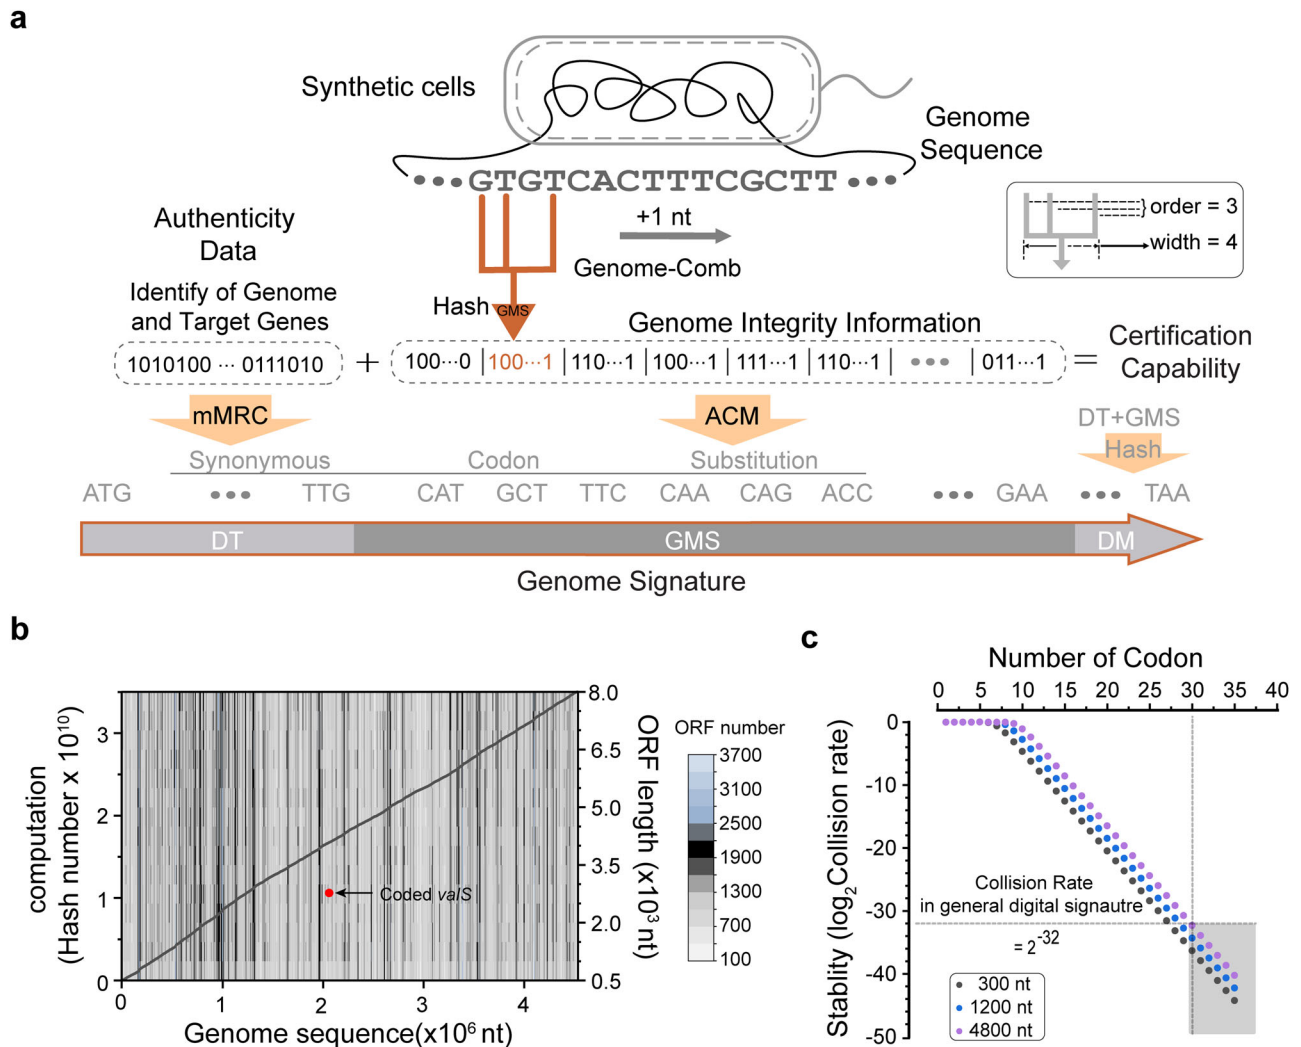 a
Synthetic cells
Genome
Sequence
•••GTGTCACTTTCGCTT•••
+1 nt
Genome-Comb
order = 3
width = 4
Authenticity
Data
Identify of Genome
and Target Genes
Hash
GMS
Genome Integrity Information
Certification
Capability
1010100 ··· 0111010 + 100···0 | 100···1 | 110···1 | 100···1 | 111···1 | 110···1 | ••• | 011···1 =
mMRC
ACM
DT+GMS
Hash
Synonymous Codon Substitution
ATG ••• TTG CAT GCT TTC CAA CAG ACC ••• GAA ••• TAA
DT GMS DM
Genome Signature
b
computation
(Hash number x 10^10)
3
2
1
0
0 1 2 3 4
Genome sequence(x10^6 nt)
Coded valS
8.0
6.5
5.0
3.5
2.0
0.5
ORF length (x10^3 nt)
ORF number
3700
3100
2500
1900
1300
700
100
c
Number of Codon
0 5 10 15 20 25 30 35 40
Stablity (log2Collision rate)
0
-10
-20
-30
-40
-50
Collision Rate
in general digital signautre
= 2^-32
300 nt
1200 nt
4800 nt